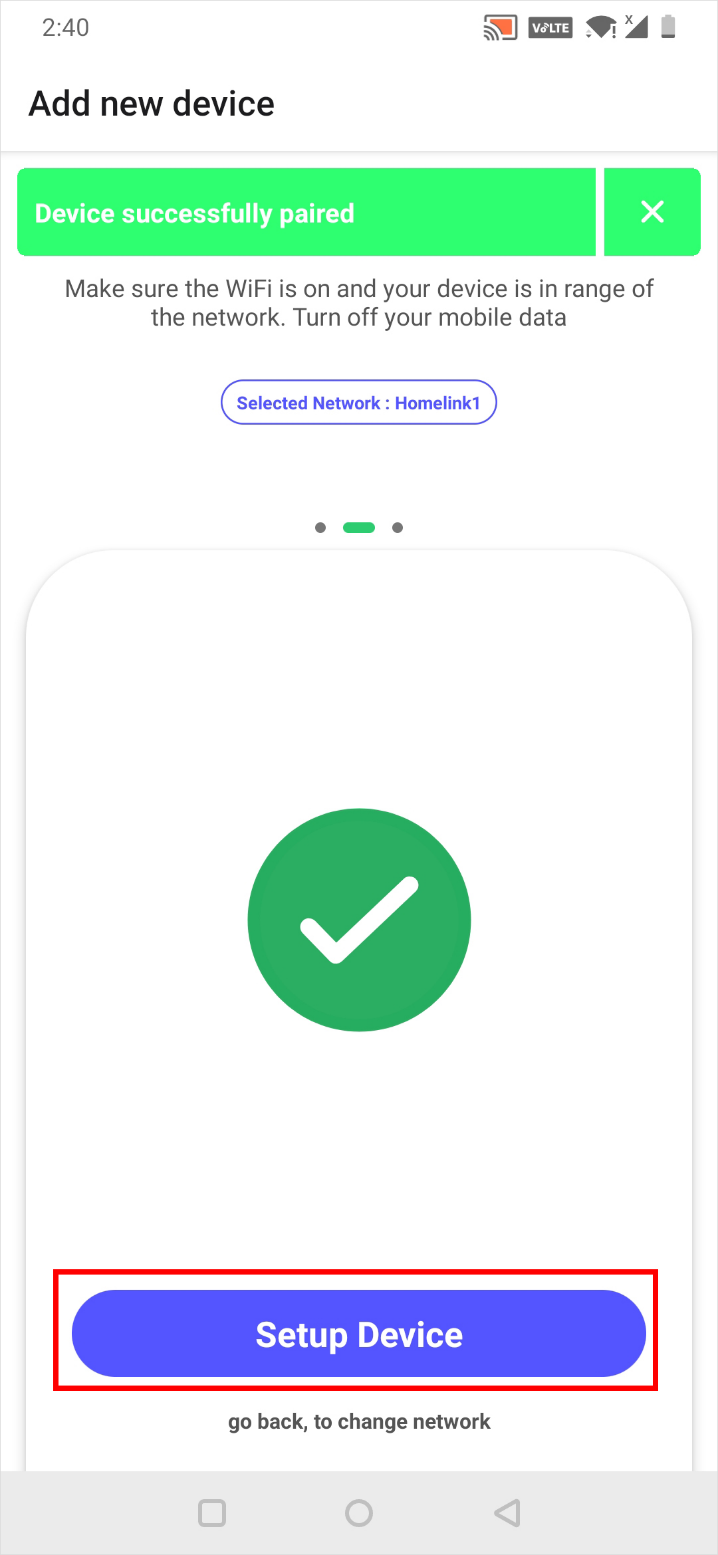 2:40
VoLTE
X
Add new device
Device successfully paired
Make sure the WiFi is on and your device is in range of
the network. Turn off your mobile data
Selected Network : Homelink1
Setup Device
go back, to change network